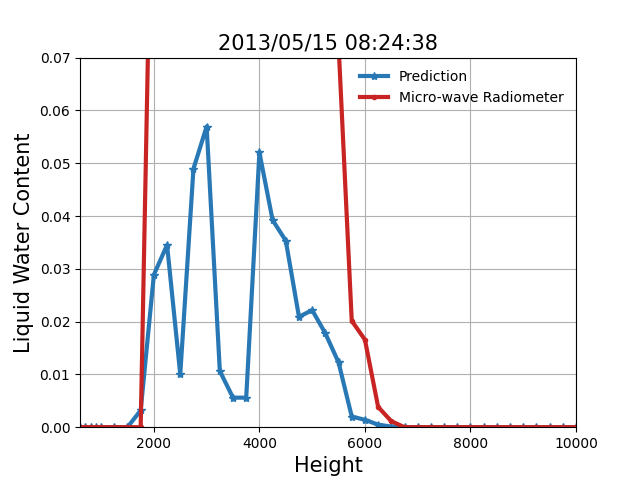 2013/05/15 08:24:38
0.07
0.06
0.05
0.04
0.03
0.02
0.01
0.00
Liquid Water Content
Prediction
Micro-wave Radiometer
2000 4000 6000 8000 10000
Height